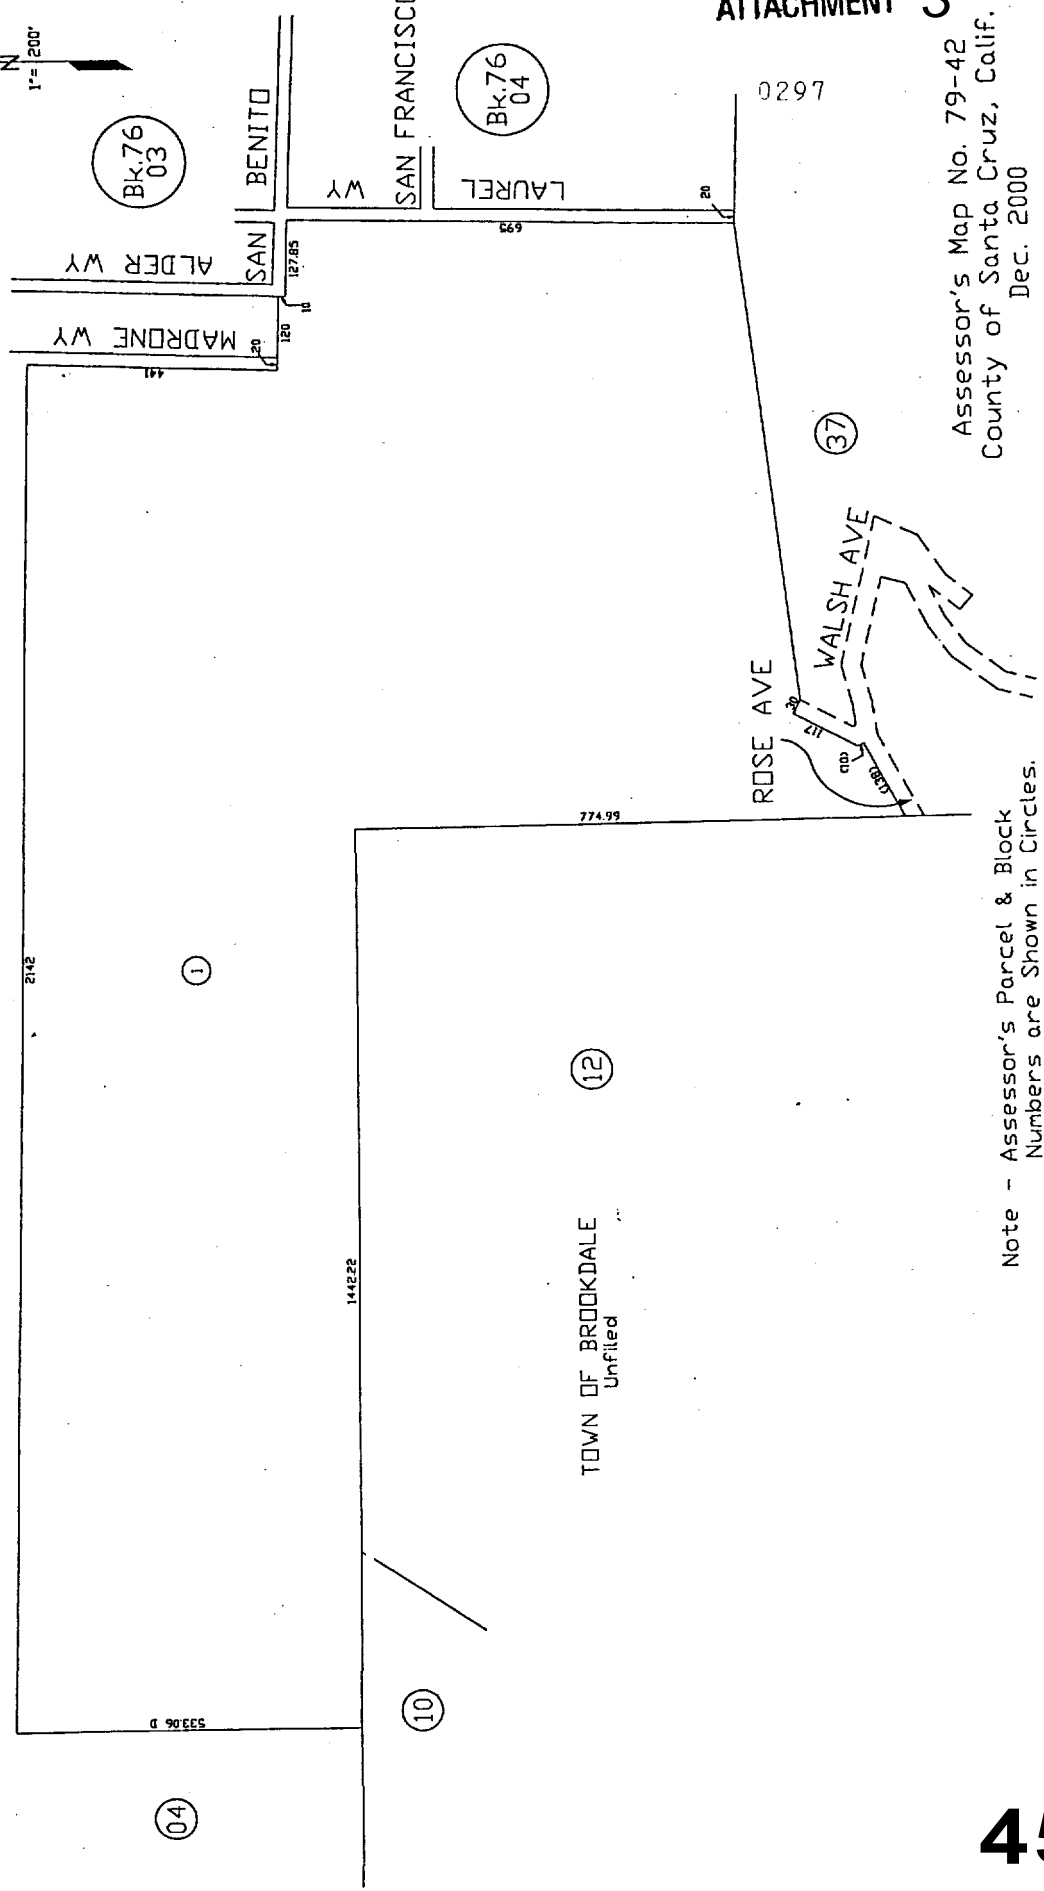 ATTACHMENT 3
0297
N
1"= 200'
Bk.76
03
Bk.76
04
SAN BENITO
SAN FRANCISCO
ALDER WY
MADRONE WY
LAUREL WY
20
441
120
10
127.85
695
20
2142
1
533.06 D
04
10
1442.22
774.99
12
TOWN OF BROOKDALE
Unfiled
ROSE AVE
WALSH AVE
30
117
(138)
37
Assessor's Map No. 79-42
County of Santa Cruz, Calif.
Dec. 2000
Note - Assessor's Parcel & Block
Numbers are Shown in Circles.
45